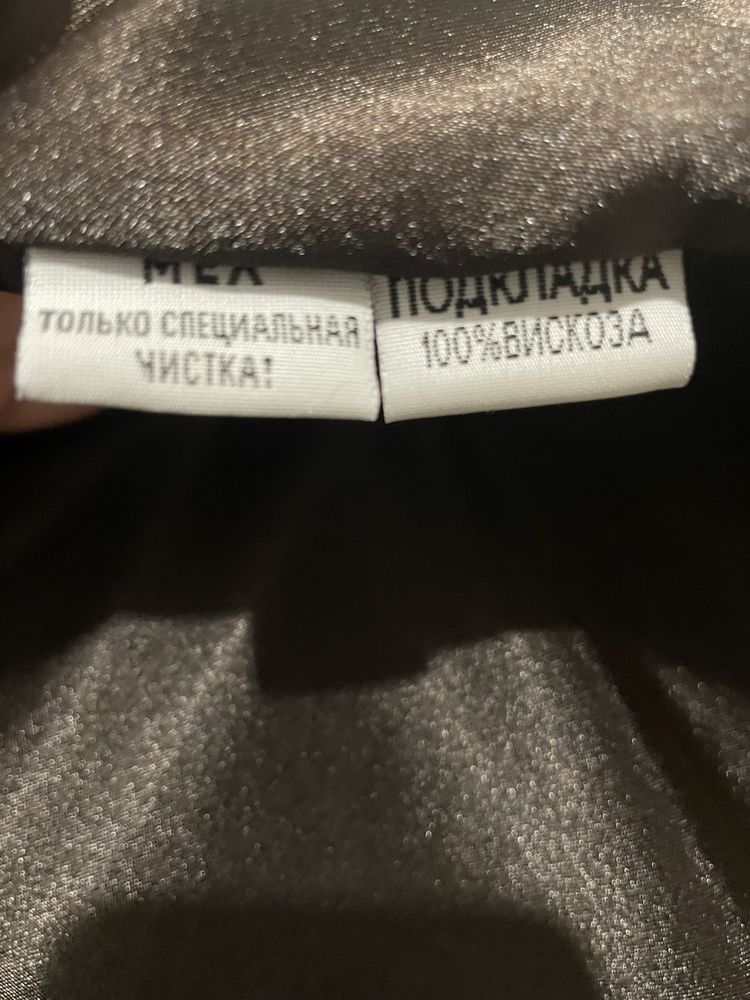 МЕХ
ТОЛЬКО СПЕЦИАЛЬНАЯ
ЧИСТКА!
ПОДКЛАДКА
100%ВИСКОЗА